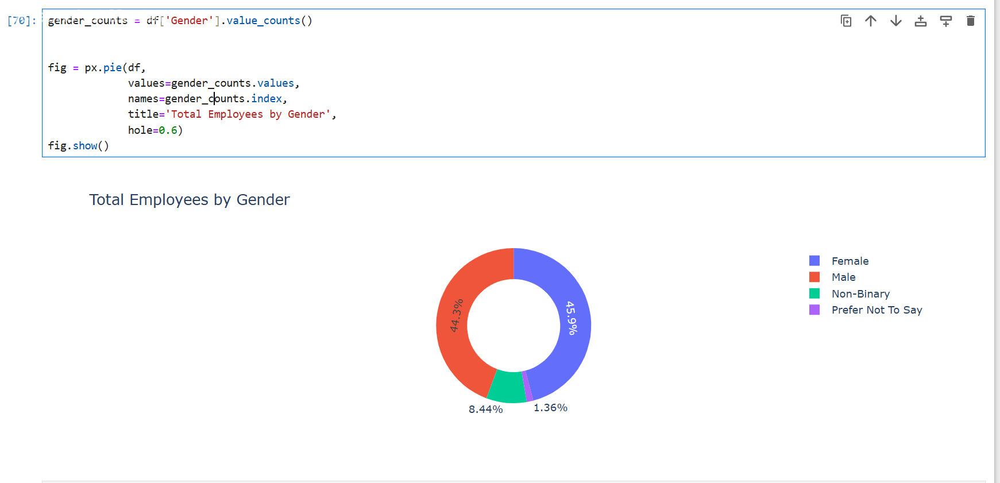 [70]: gender_counts = df['Gender'].value_counts()
fig = px.pie(df,
values=gender_counts.values,
names=gender_counts.index,
title='Total Employees by Gender',
hole=0.6)
fig.show()
Total Employees by Gender
Female
Male
Non-Binary
Prefer Not To Say
44.3%
45.9%
8.44%
1.36%